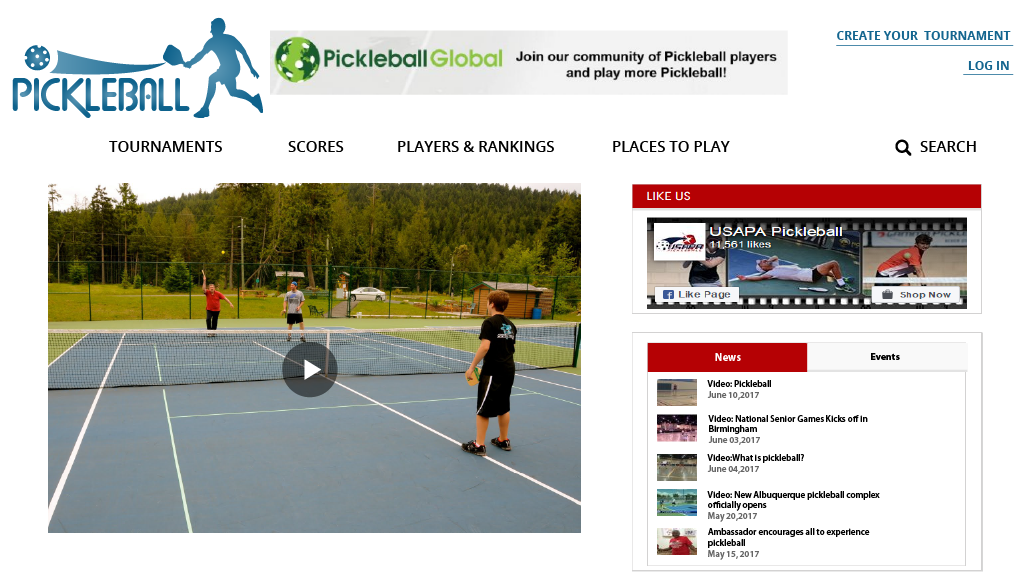 PICKLEBALL
Pickleball Global
Join our community of Pickleball players
and play more Pickleball!
CREATE YOUR TOURNAMENT
LOG IN
TOURNAMENTS
SCORES
PLAYERS & RANKINGS
PLACES TO PLAY
SEARCH
LIKE US
USAPA
USAPA Pickleball
11,561 likes
Like Page
Shop Now
News
Events
Video: Pickleball
June 10,2017
Video: National Senior Games Kicks off in
Birmingham
June 03,2017
Video:What is pickleball?
June 04,2017
Video: New Albuquerque pickleball complex
officially opens
May 20,2017
Ambassador encourages all to experience
pickleball
May 15, 2017